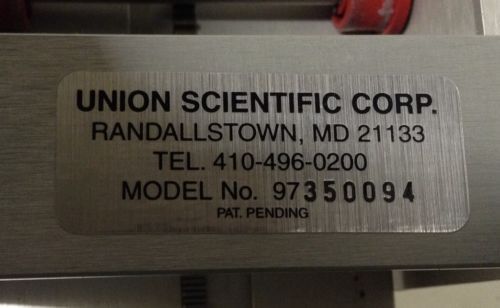 UNION SCIENTIFIC CORP.
RANDALLSTOWN, MD 21133
TEL. 410-496-0200
MODEL No. 97350094
PAT. PENDING